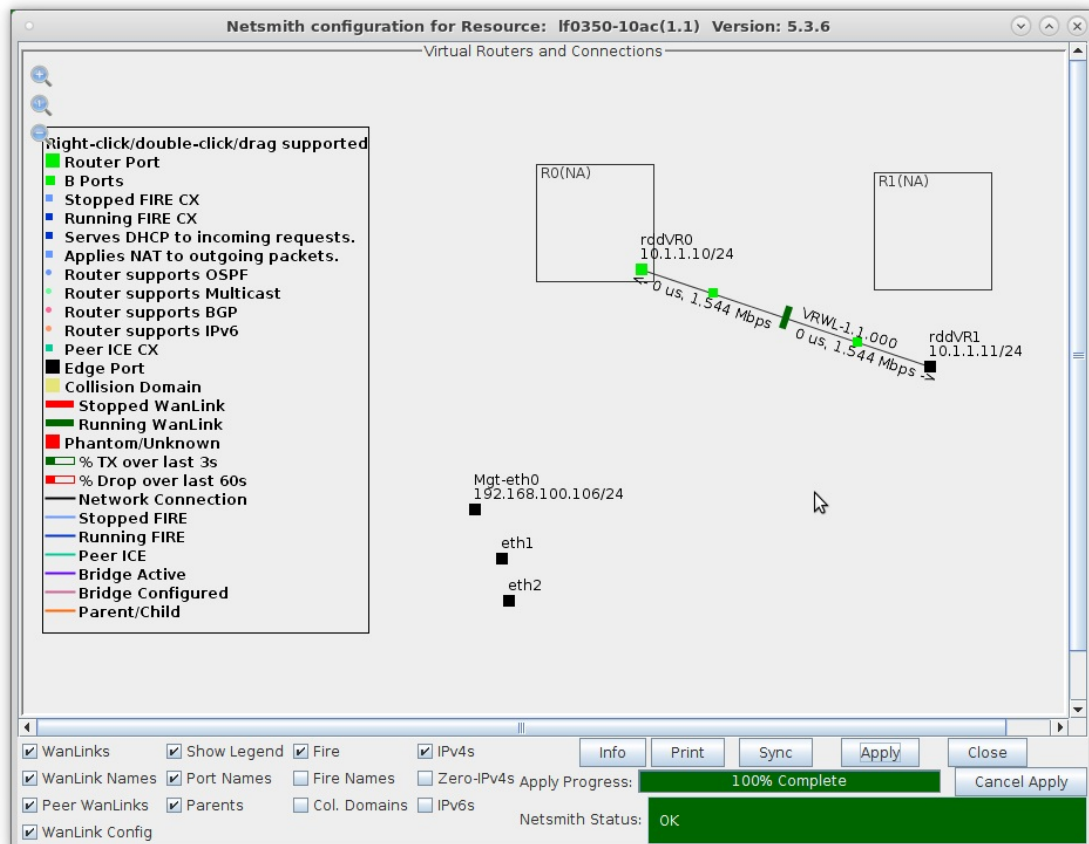 Netsmith configuration for Resource: lf0350-10ac(1.1) Version: 5.3.6
Virtual Routers and Connections
Right-click/double-click/drag supported
Router Port
B Ports
Stopped FIRE CX
Running FIRE CX
Serves DHCP to incoming requests.
Applies NAT to outgoing packets.
Router supports OSPF
Router supports Multicast
Router supports BGP
Router supports IPv6
Peer ICE CX
Edge Port
Collision Domain
Stopped WanLink
Running WanLink
Phantom/Unknown
% TX over last 3s
% Drop over last 60s
Network Connection
Stopped FIRE
Running FIRE
Peer ICE
Bridge Active
Bridge Configured
Parent/Child
R0(NA)
R1(NA)
rddVR0
10.1.1.10/24
<- 0 us, 1.544 Mbps
VRWL-1.1.000
0 us, 1.544 Mbps ->
rddVR1
10.1.1.11/24
Mgt-eth0
192.168.100.106/24
eth1
eth2
WanLinks Show Legend Fire IPv4s Info Print Sync Apply Close
WanLink Names Port Names Fire Names Zero-IPv4s Apply Progress: 100% Complete Cancel Apply
Peer WanLinks Parents Col. Domains IPv6s Netsmith Status: OK
WanLink Config